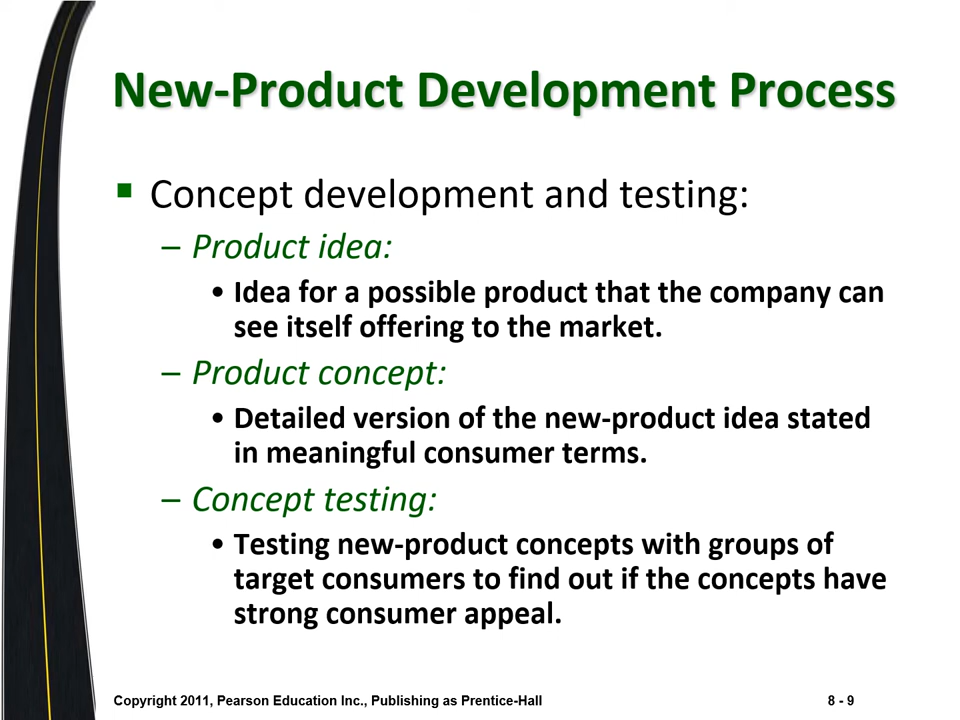 New-Product Development Process
▪ Concept development and testing:
– Product idea:
• Idea for a possible product that the company can
see itself offering to the market.
– Product concept:
• Detailed version of the new-product idea stated
in meaningful consumer terms.
– Concept testing:
• Testing new-product concepts with groups of
target consumers to find out if the concepts have
strong consumer appeal.
Copyright 2011, Pearson Education Inc., Publishing as Prentice-Hall
8 - 9